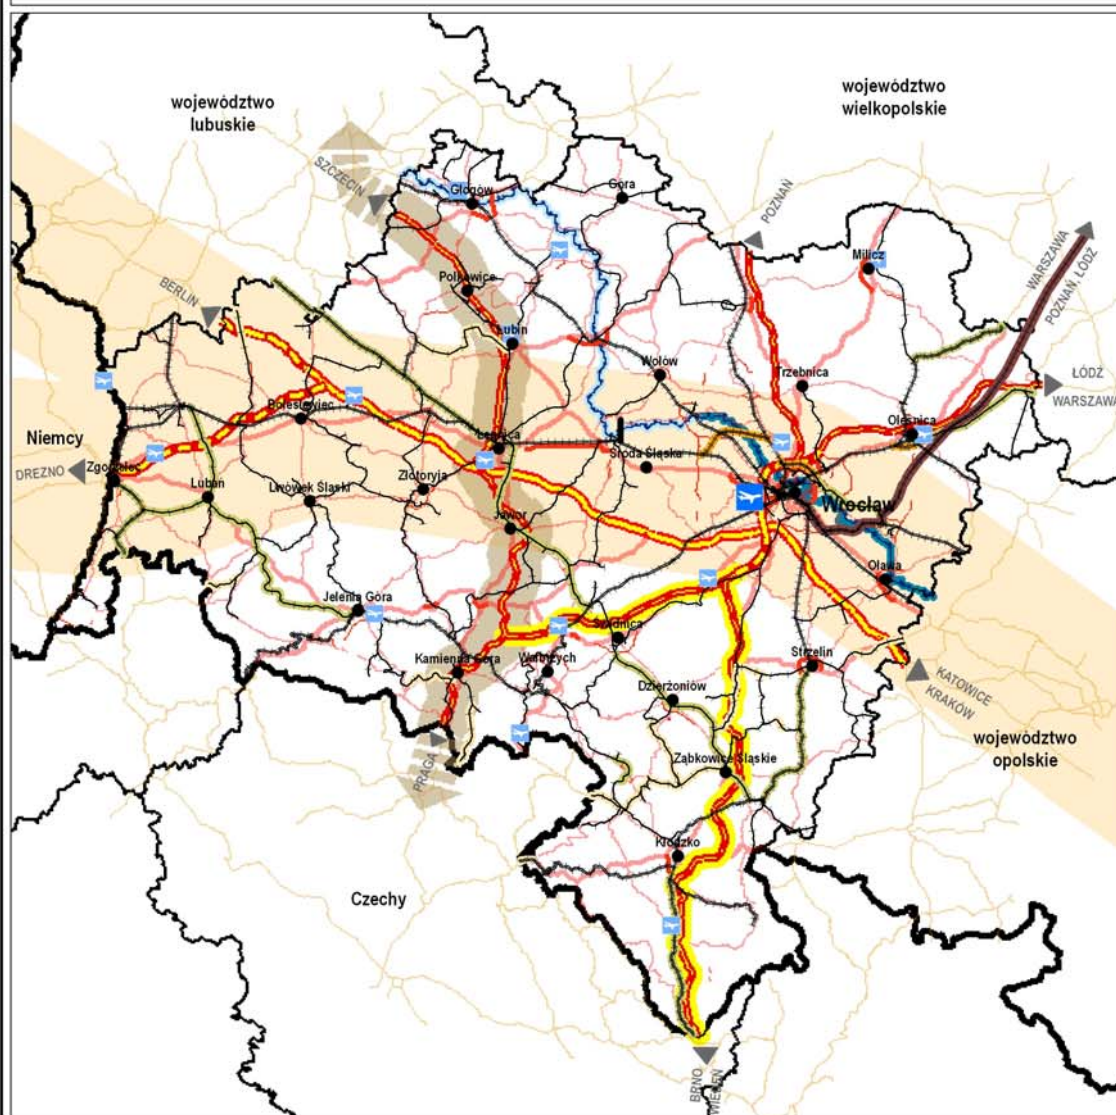 województwo
lubuskie
województwo
wielkopolskie
SZCZECIN
Głogów
Góra
POZNAŃ
WARSZAWA
POZNAŃ, ŁÓDŹ
Milicz
BERLIN
Polkowice
Lubin
Wołów
Trzebnica
ŁÓDŹ
WARSZAWA
Bolesławiec
Oleśnica
Niemcy
Legnica
Środa Śląska
DREZNO
Zgorzelec
Lubań
Lwówek Śląski
Złotoryja
Wrocław
Jawor
Oława
Jelenia Góra
Świdnica
Kamienna Góra
Wałbrzych
Strzelin
KATOWICE
KRAKÓW
Dzierżoniów
województwo
opolskie
PRAGA
Ząbkowice Śląskie
Kłodzko
Czechy
BRNO
WIEDEŃ